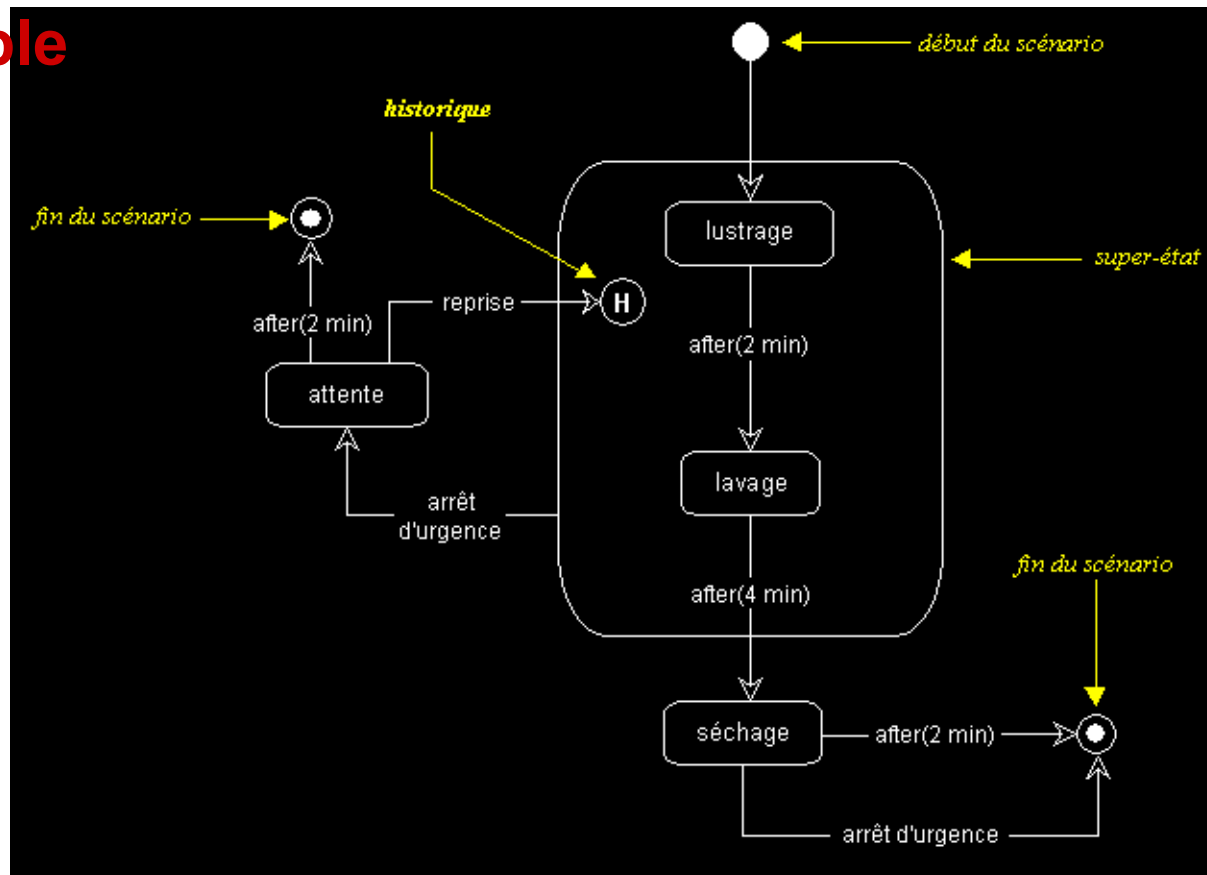 ple
début du scénario
historique
fin du scénario
lustrage
super-état
reprise
H
after(2 min)
after(2 min)
attente
lavage
arrêt
d'urgence
fin du scénario
after(4 min)
séchage
after(2 min)
arrêt d'urgence